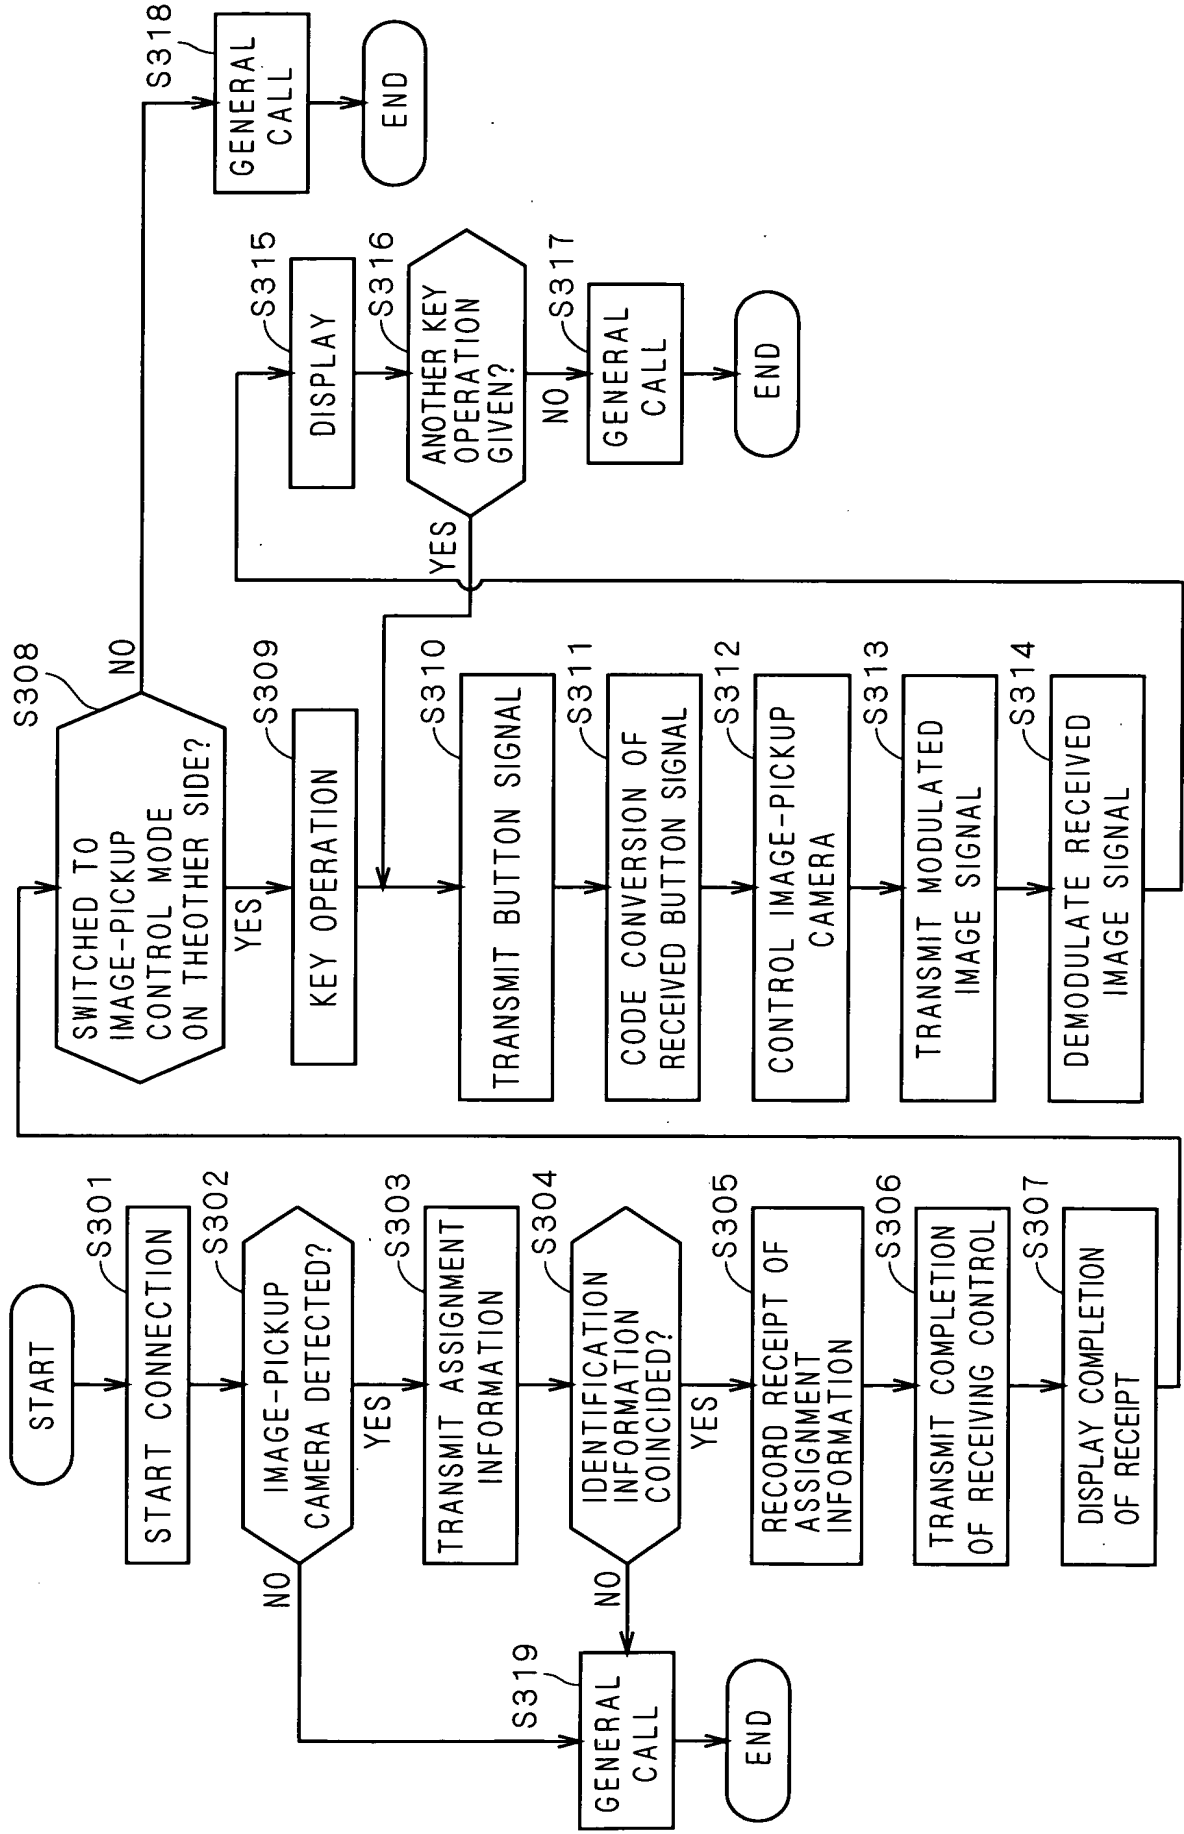 START
S301
START CONNECTION
S302
IMAGE-PICKUP
CAMERA DETECTED?
NO
YES
S303
TRANSMIT ASSIGNMENT
INFORMATION
S304
IDENTIFICATION
INFORMATION
COINCIDED?
NO
YES
S305
RECORD RECEIPT OF
ASSIGNMENT
INFORMATION
S306
TRANSMIT COMPLETION
OF RECEIVING CONTROL
S307
DISPLAY COMPLETION
OF RECEIPT
S319
GENERAL
CALL
END
S308
SWITCHED TO
IMAGE-PICKUP
CONTROL MODE
ON THEOTHER SIDE?
NO
YES
S309
KEY OPERATION
S310
TRANSMIT BUTTON SIGNAL
S311
CODE CONVERSION OF
RECEIVED BUTTON SIGNAL
S312
CONTROL IMAGE-PICKUP
CAMERA
S313
TRANSMIT MODULATED
IMAGE SIGNAL
S314
DEMODULATE RECEIVED
IMAGE SIGNAL
S315
DISPLAY
S316
ANOTHER KEY
OPERATION
GIVEN?
YES
NO
S317
GENERAL
CALL
END
S318
GENERAL
CALL
END